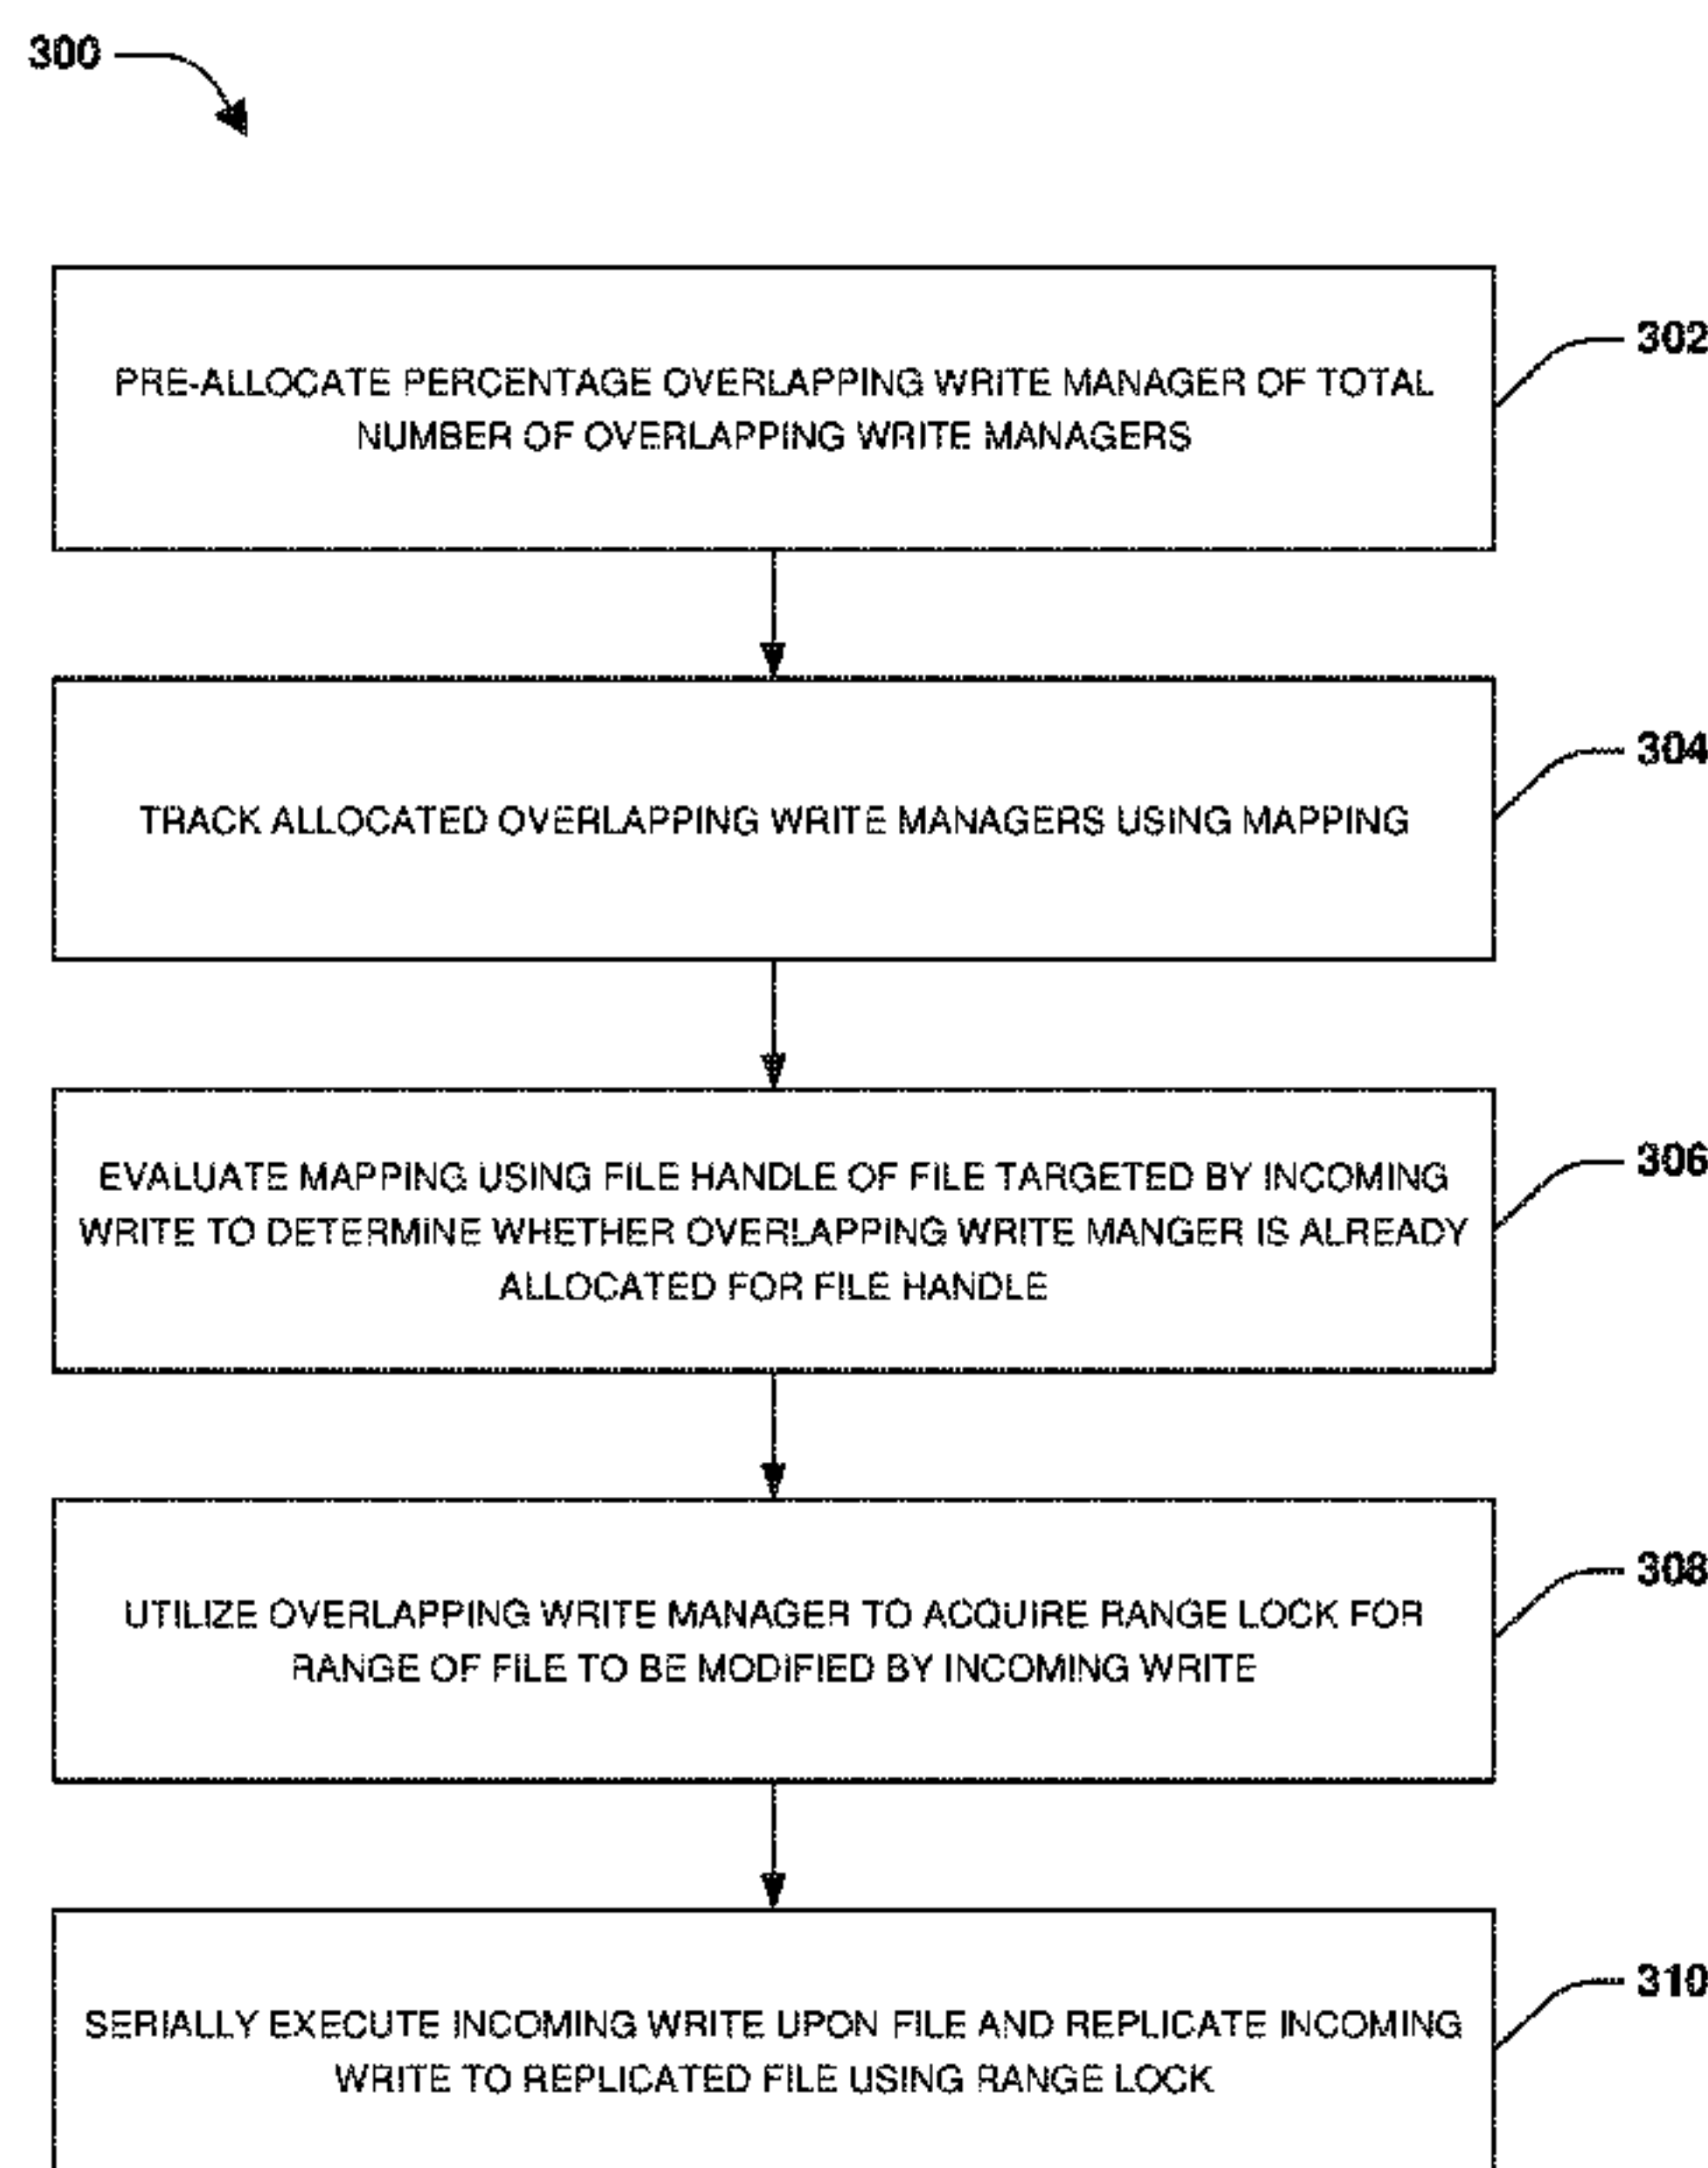 300
PRE-ALLOCATE PERCENTAGE OVERLAPPING WRITE MANAGER OF TOTAL
NUMBER OF OVERLAPPING WRITE MANAGERS
302
TRACK ALLOCATED OVERLAPPING WRITE MANAGERS USING MAPPING
304
EVALUATE MAPPING USING FILE HANDLE OF FILE TARGETED BY INCOMING
WRITE TO DETERMINE WHETHER OVERLAPPING WRITE MANGER IS ALREADY
ALLOCATED FOR FILE HANDLE
306
UTILIZE OVERLAPPING WRITE MANAGER TO ACQUIRE RANGE LOCK FOR
RANGE OF FILE TO BE MODIFIED BY INCOMING WRITE
308
SERIALLY EXECUTE INCOMING WRITE UPON FILE AND REPLICATE INCOMING
WRITE TO REPLICATED FILE USING RANGE LOCK
310